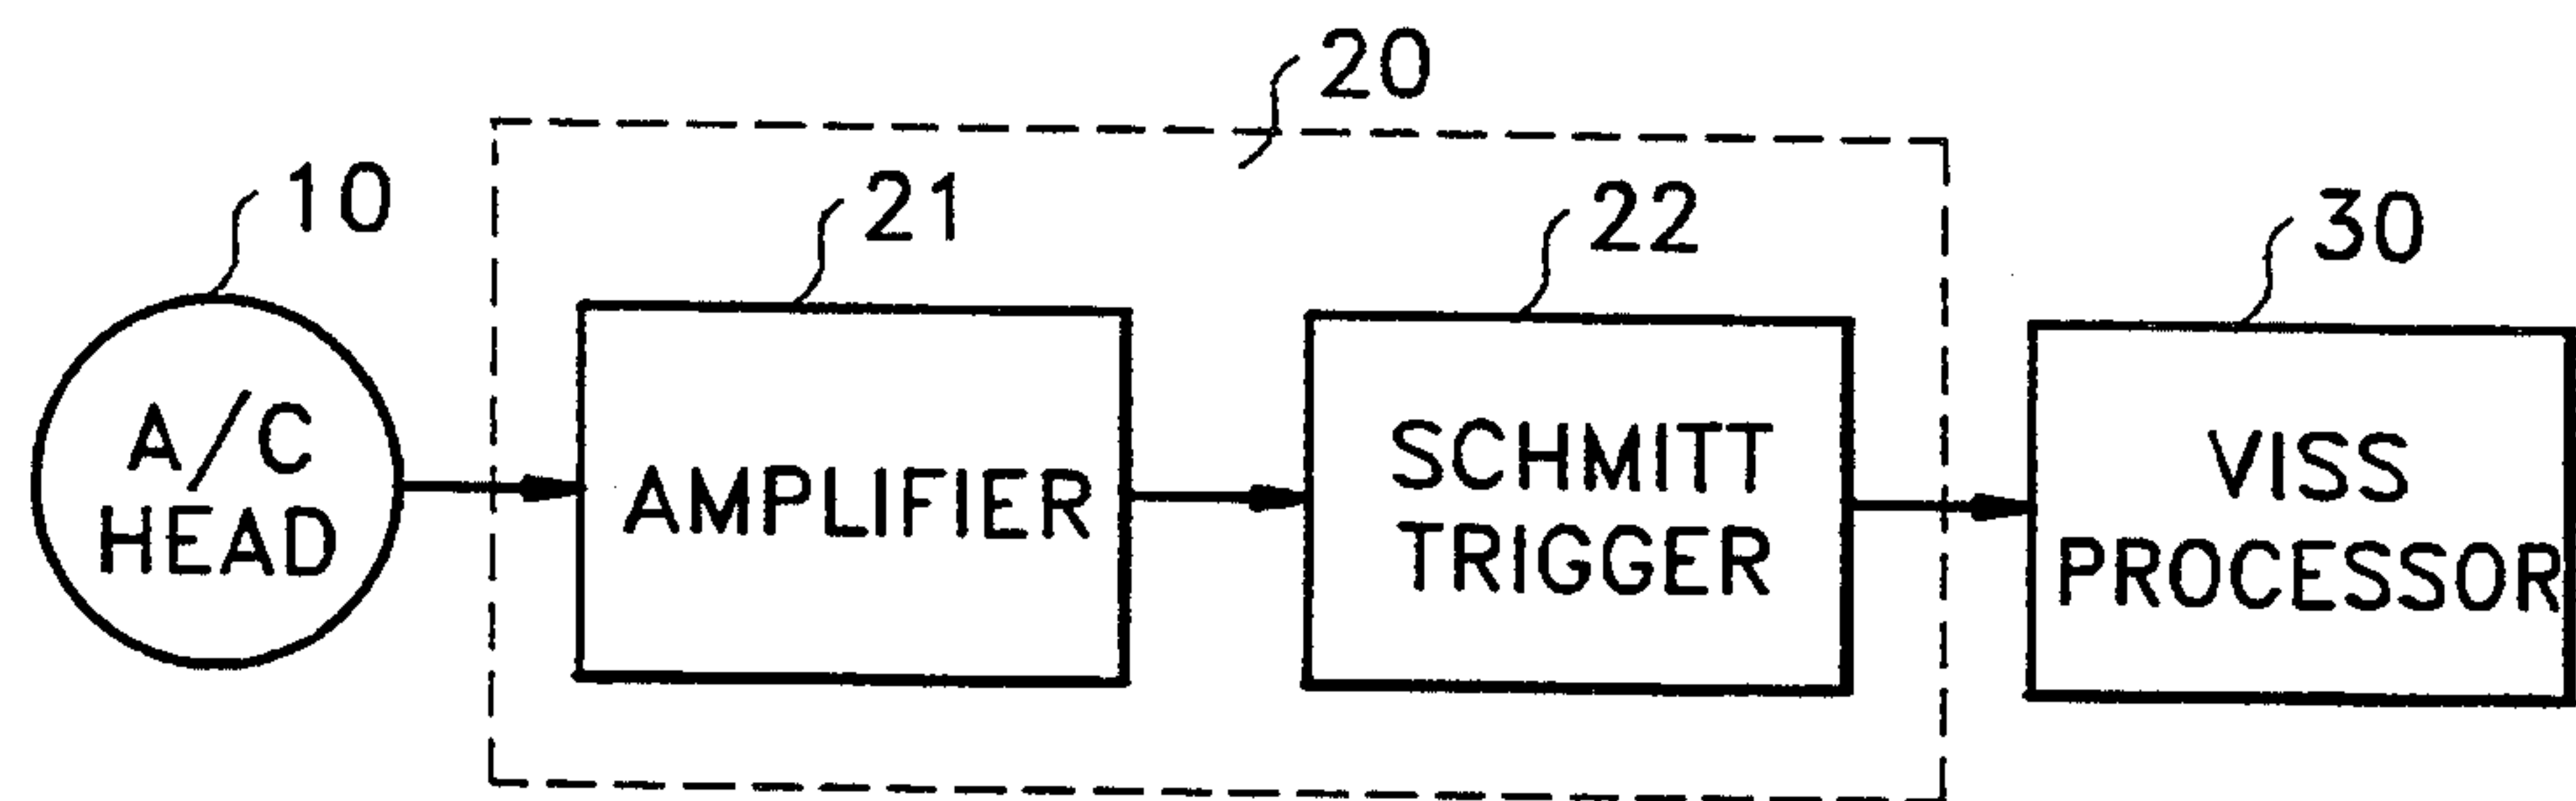 20
10
21
22
30
A/C
HEAD
AMPLIFIER
SCHMITT
TRIGGER
VISS
PROCESSOR